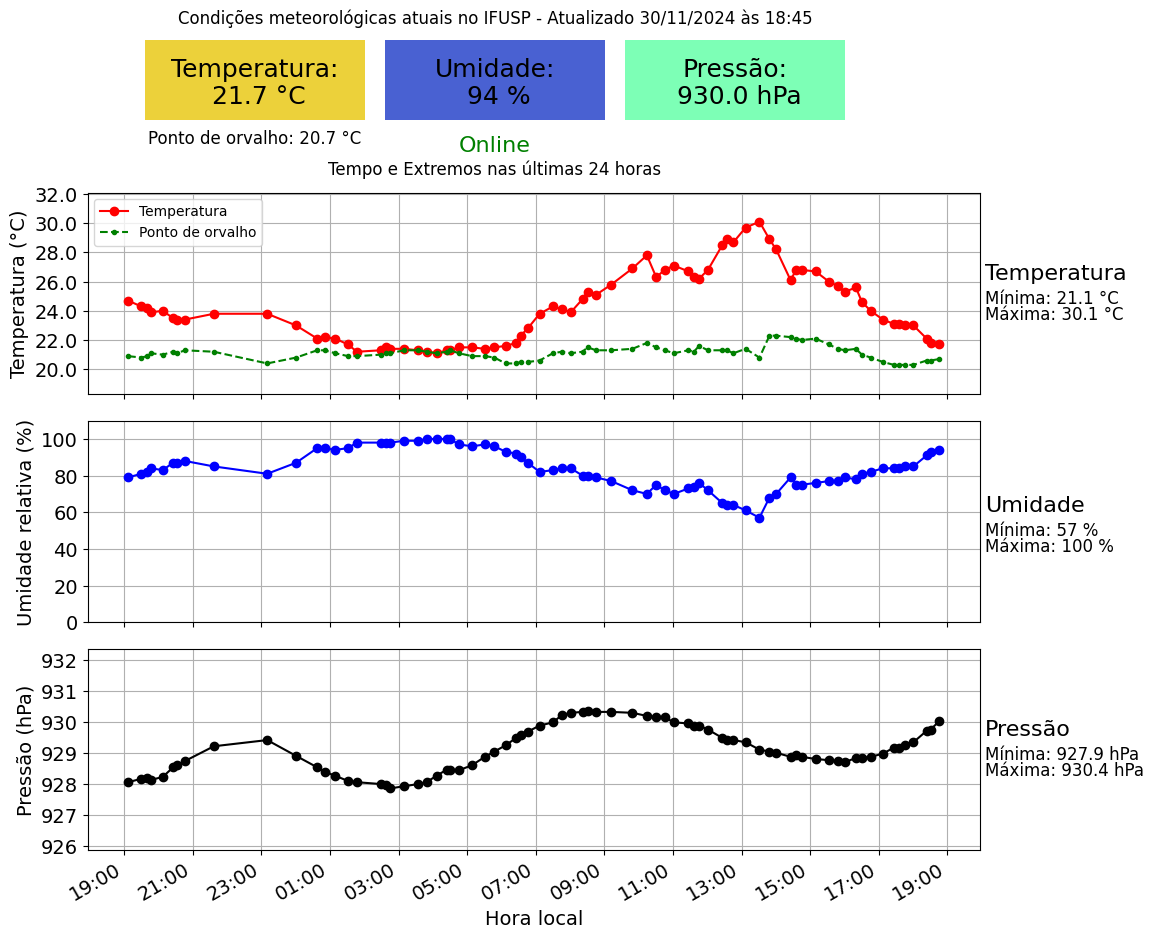 Condições meteorológicas atuais no IFUSP - Atualizado 30/11/2024 às 18:45
Temperatura:
21.7 °C
Umidade:
94 %
Pressão:
930.0 hPa
Ponto de orvalho: 20.7 °C
Online
Tempo e Extremos nas últimas 24 horas
Temperatura (°C)
32.0
30.0
28.0
26.0
24.0
22.0
20.0
Temperatura
Ponto de orvalho
Temperatura
Mínima: 21.1 °C
Máxima: 30.1 °C
Umidade relativa (%)
100
80
60
40
20
0
Umidade
Mínima: 57 %
Máxima: 100 %
Pressão (hPa)
932
931
930
929
928
927
926
Pressão
Mínima: 927.9 hPa
Máxima: 930.4 hPa
19:00 21:00 23:00 01:00 03:00 05:00 07:00 09:00 11:00 13:00 15:00 17:00 19:00
Hora local